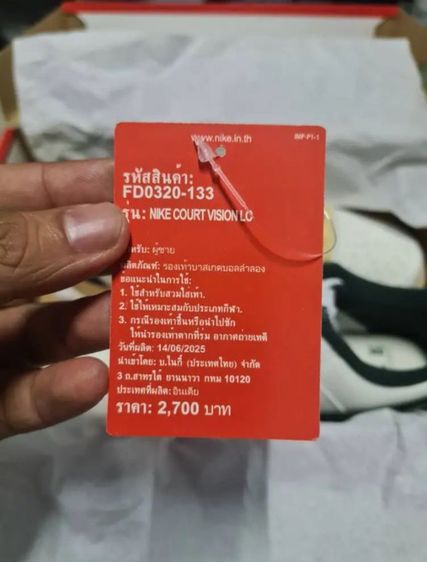 www.nike.in.th
IMP-P1-1
รหัสสินค้า:
FD0320-133
รุ่น: NIKE COURT VISION LO
สำหรับ: ผู้ชาย
ผลิตภัณฑ์: รองเท้าบาสเกตบอลลำลอง
ขอแนะนำในการใช้:
1. ใช้สำหรับสวมใส่เท้า.
2. ใช้ให้เหมาะสมกับประเภทกีฬา.
3. กรณีรองเท้าชื้นหรือนำไปซัก
ให้นำรองเท้าตากที่ร่ม อากาศถ่ายเทดี
วันที่ผลิต: 14/06/2025
นำเข้าโดย: บ.ไนกี้ (ประเทศไทย) จำกัด
3 ถ.สาทรใต้ ยานนาวา กทม 10120
ประเทศที่ผลิต:อินเดีย
ราคา: 2,700 บาท